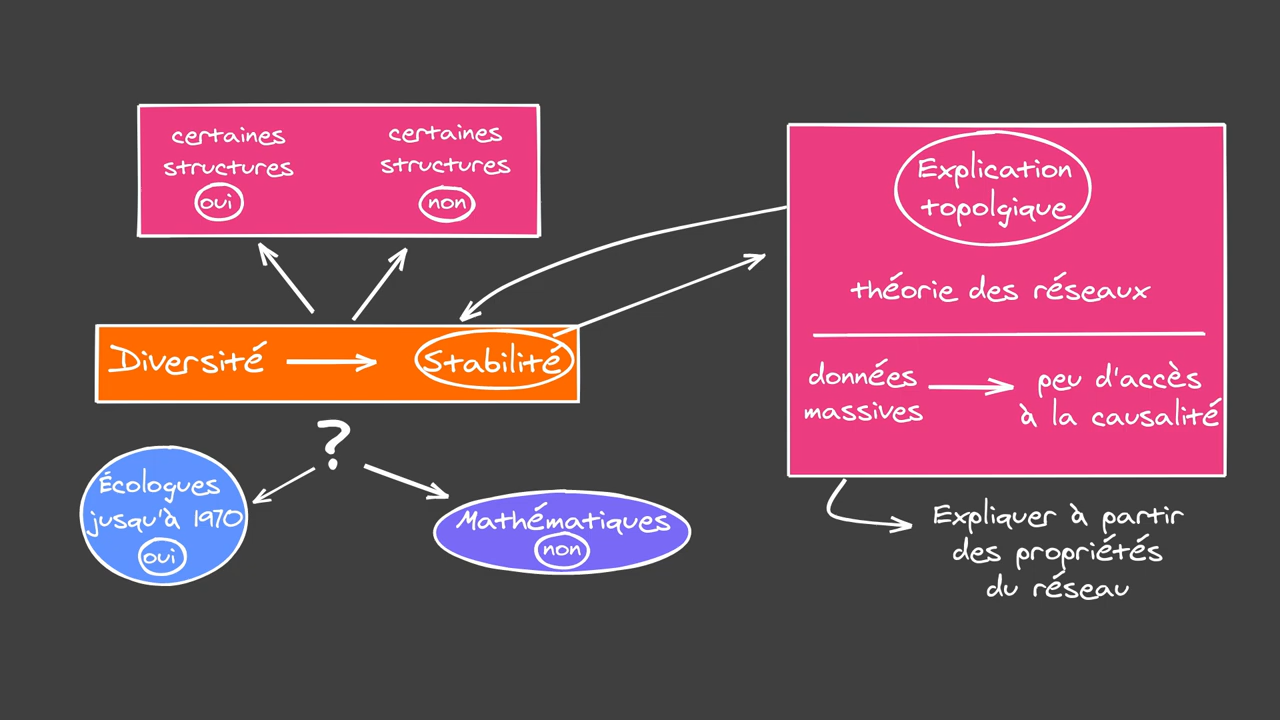 certaines
structures
oui
certaines
structures
non
Diversité
Stabilité
?
Écologues
jusqu'à 1970
oui
Mathématiques
non
Explication
topolgique
théorie des réseaux
données
massives
peu d'accès
à la causalité
Expliquer à partir
des propriétés
du réseau